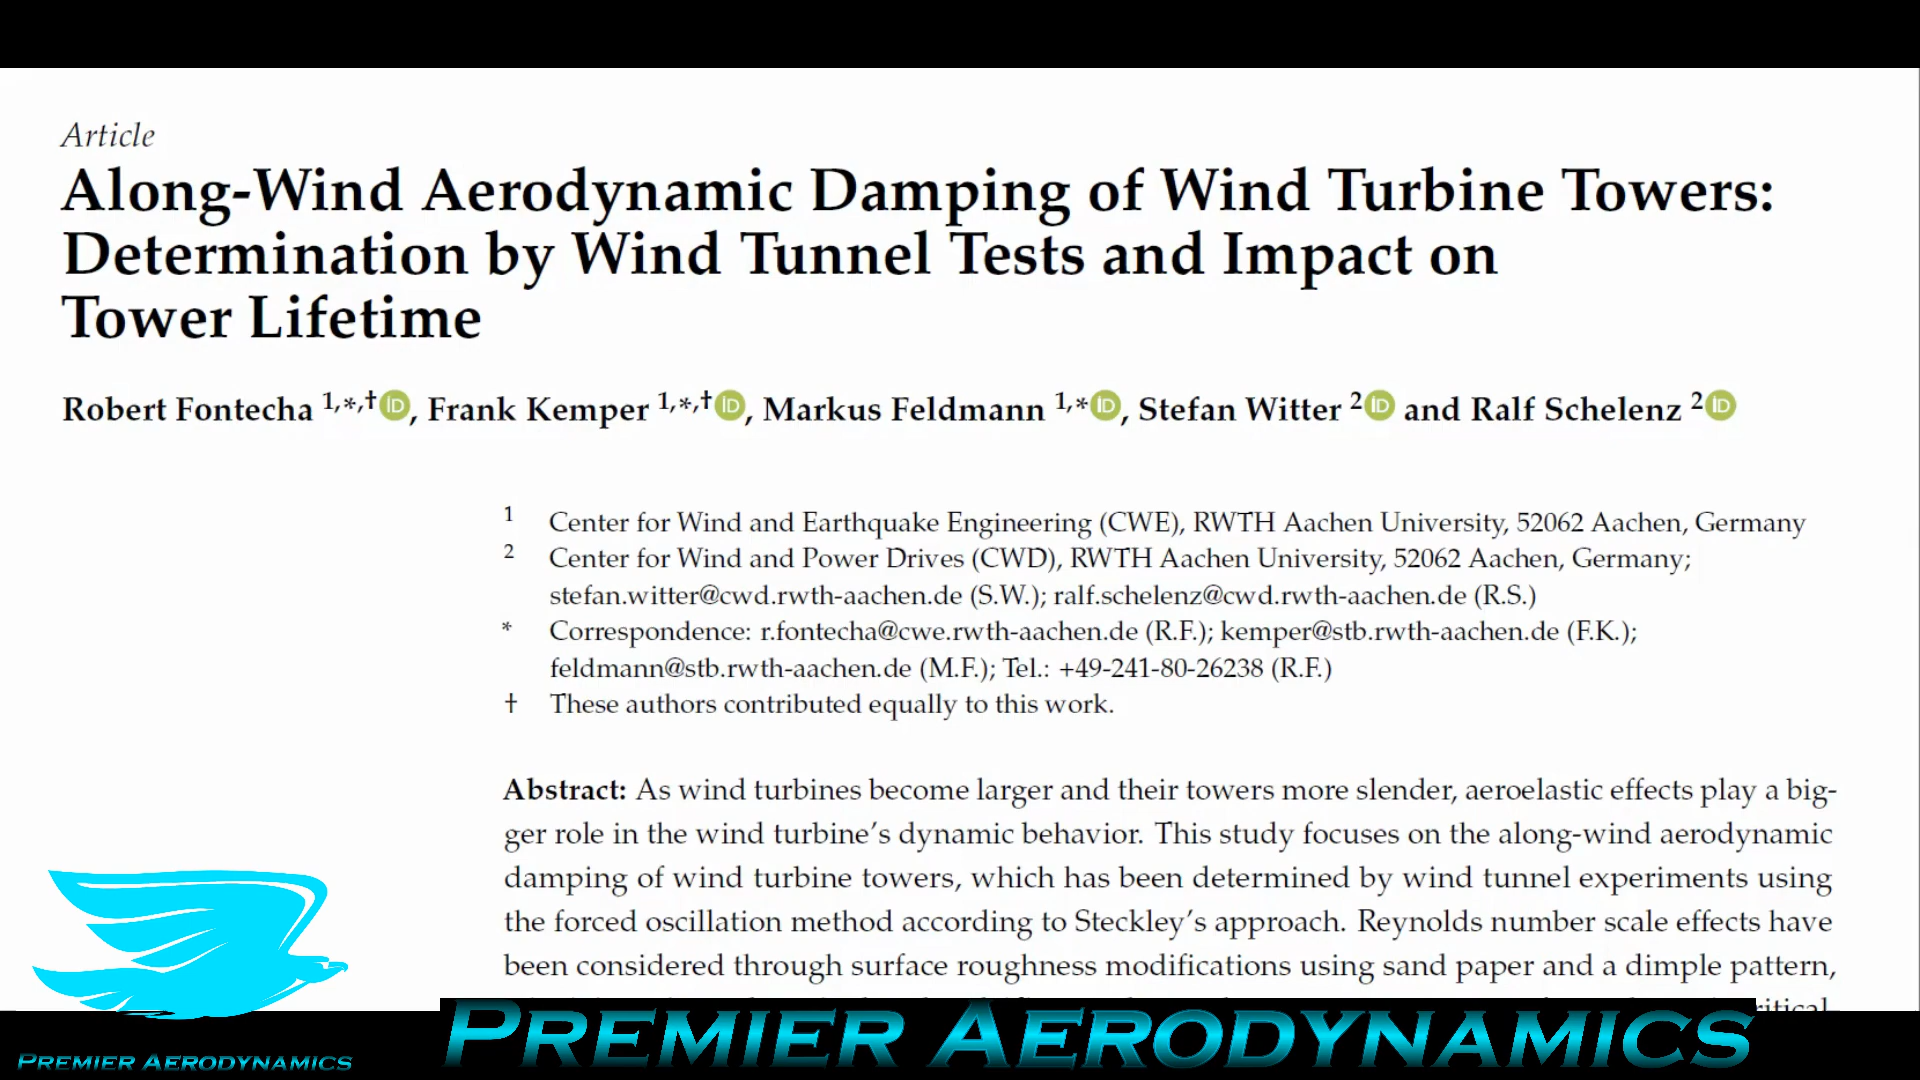 Article
Along-Wind Aerodynamic Damping of Wind Turbine Towers:
Determination by Wind Tunnel Tests and Impact on
Tower Lifetime
Robert Fontecha 1,*,† iD, Frank Kemper 1,*,† iD, Markus Feldmann 1,* iD, Stefan Witter 2 iD and Ralf Schelenz 2 iD
1 Center for Wind and Earthquake Engineering (CWE), RWTH Aachen University, 52062 Aachen, Germany
2 Center for Wind and Power Drives (CWD), RWTH Aachen University, 52062 Aachen, Germany;
stefan.witter@cwd.rwth-aachen.de (S.W.); ralf.schelenz@cwd.rwth-aachen.de (R.S.)
* Correspondence: r.fontecha@cwe.rwth-aachen.de (R.F.); kemper@stb.rwth-aachen.de (F.K.);
feldmann@stb.rwth-aachen.de (M.F.); Tel.: +49-241-80-26238 (R.F.)
† These authors contributed equally to this work.
Abstract: As wind turbines become larger and their towers more slender, aeroelastic effects play a big-
ger role in the wind turbine's dynamic behavior. This study focuses on the along-wind aerodynamic
damping of wind turbine towers, which has been determined by wind tunnel experiments using
the forced oscillation method according to Steckley's approach. Reynolds number scale effects have
been considered through surface roughness modifications using sand paper and a dimple pattern,
PREMIER AERODYNAMICS
PREMIER AERODYNAMICS